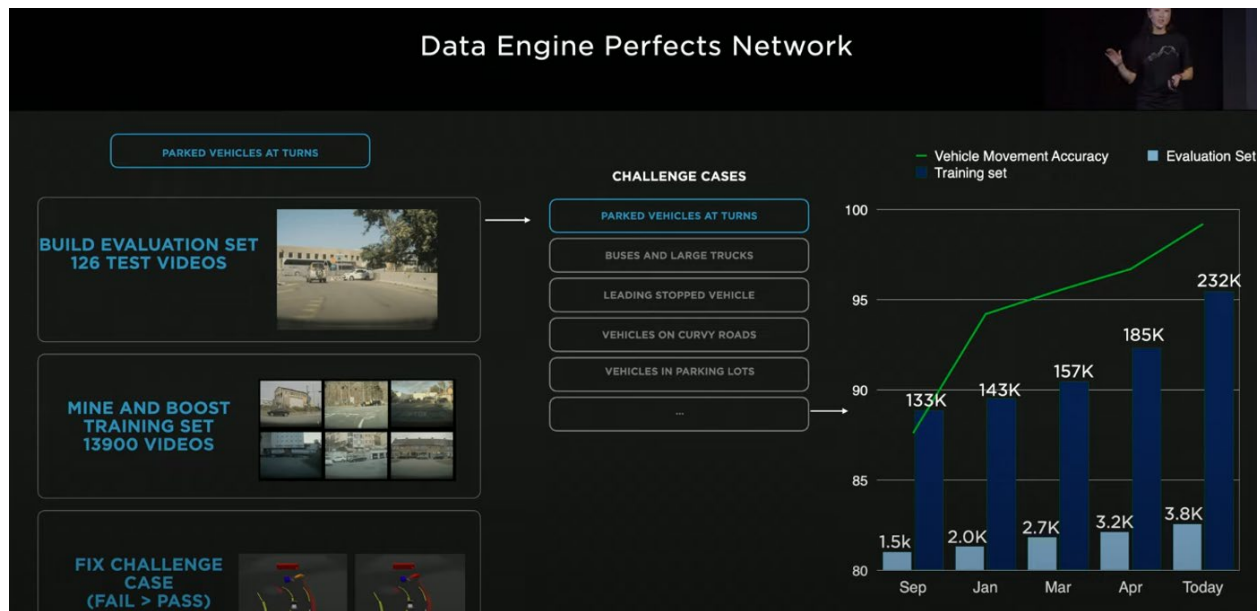 Data Engine Perfects Network
PARKED VEHICLES AT TURNS
BUILD EVALUATION SET
126 TEST VIDEOS
MINE AND BOOST
TRAINING SET
13900 VIDEOS
FIX CHALLENGE
CASE
(FAIL > PASS)
CHALLENGE CASES
PARKED VEHICLES AT TURNS
BUSES AND LARGE TRUCKS
LEADING STOPPED VEHICLE
VEHICLES ON CURVY ROADS
VEHICLES IN PARKING LOTS
...
Vehicle Movement Accuracy
Evaluation Set
Training set
100
95
90
85
80
133K
143K
157K
185K
232K
1.5k
2.0K
2.7K
3.2K
3.8K
Sep
Jan
Mar
Apr
Today